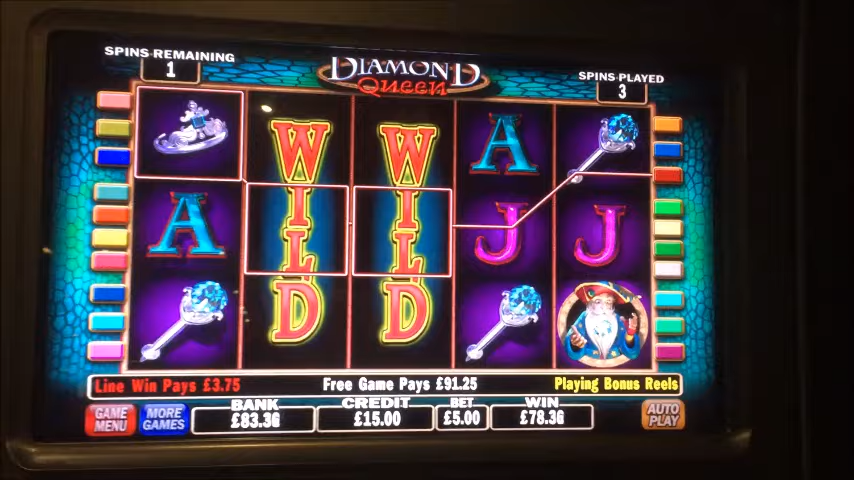 SPINS REMAINING
1
DIAMOND
Queen
SPINS PLAYED
3
WILD
WILD
A
A
J
J
Line Win Pays £3.75
Free Game Pays £91.25
Playing Bonus Reels
GAME MENU
MORE GAMES
BANK
£83.36
CREDIT
£15.00
BET
£5.00
WIN
£78.36
AUTO PLAY